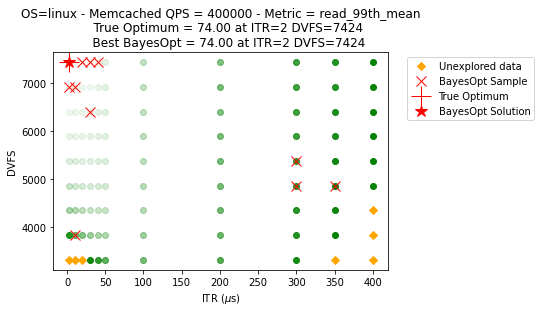 OS=linux - Memcached QPS = 400000 - Metric = read_99th_mean
True Optimum = 74.00 at ITR=2 DVFS=7424
Best BayesOpt = 74.00 at ITR=2 DVFS=7424
Unexplored data
BayesOpt Sample
True Optimum
BayesOpt Solution
DVFS
7000
6000
5000
4000
0 50 100 150 200 250 300 350 400
ITR (μs)